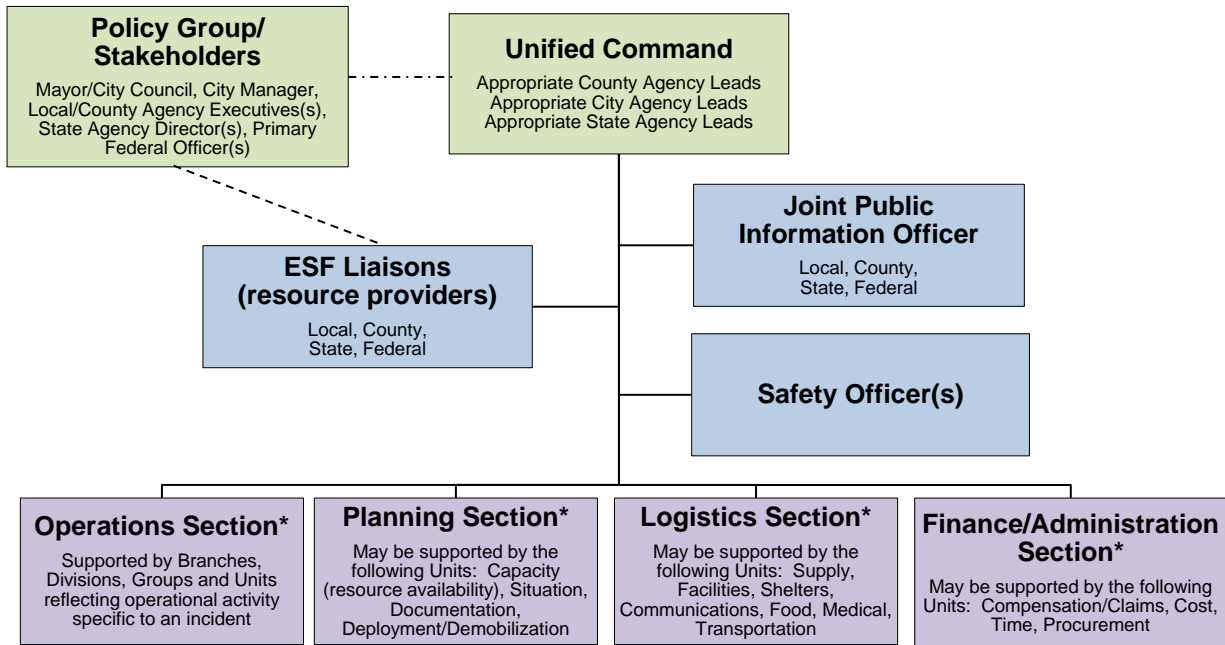 Policy Group/
Stakeholders
Mayor/City Council, City Manager,
Local/County Agency Executives(s),
State Agency Director(s), Primary
Federal Officer(s)
Unified Command
Appropriate County Agency Leads
Appropriate City Agency Leads
Appropriate State Agency Leads
Joint Public
Information Officer
Local, County,
State, Federal
ESF Liaisons
(resource providers)
Local, County,
State, Federal
Safety Officer(s)
Operations Section*
Supported by Branches,
Divisions, Groups and Units
reflecting operational activity
specific to an incident
Planning Section*
May be supported by the
following Units: Capacity
(resource availability), Situation,
Documentation,
Deployment/Demobilization
Logistics Section*
May be supported by the
following Units: Supply,
Facilities, Shelters,
Communications, Food, Medical,
Transportation
Finance/Administration
Section*
May be supported by the following
Units: Compensation/Claims, Cost,
Time, Procurement